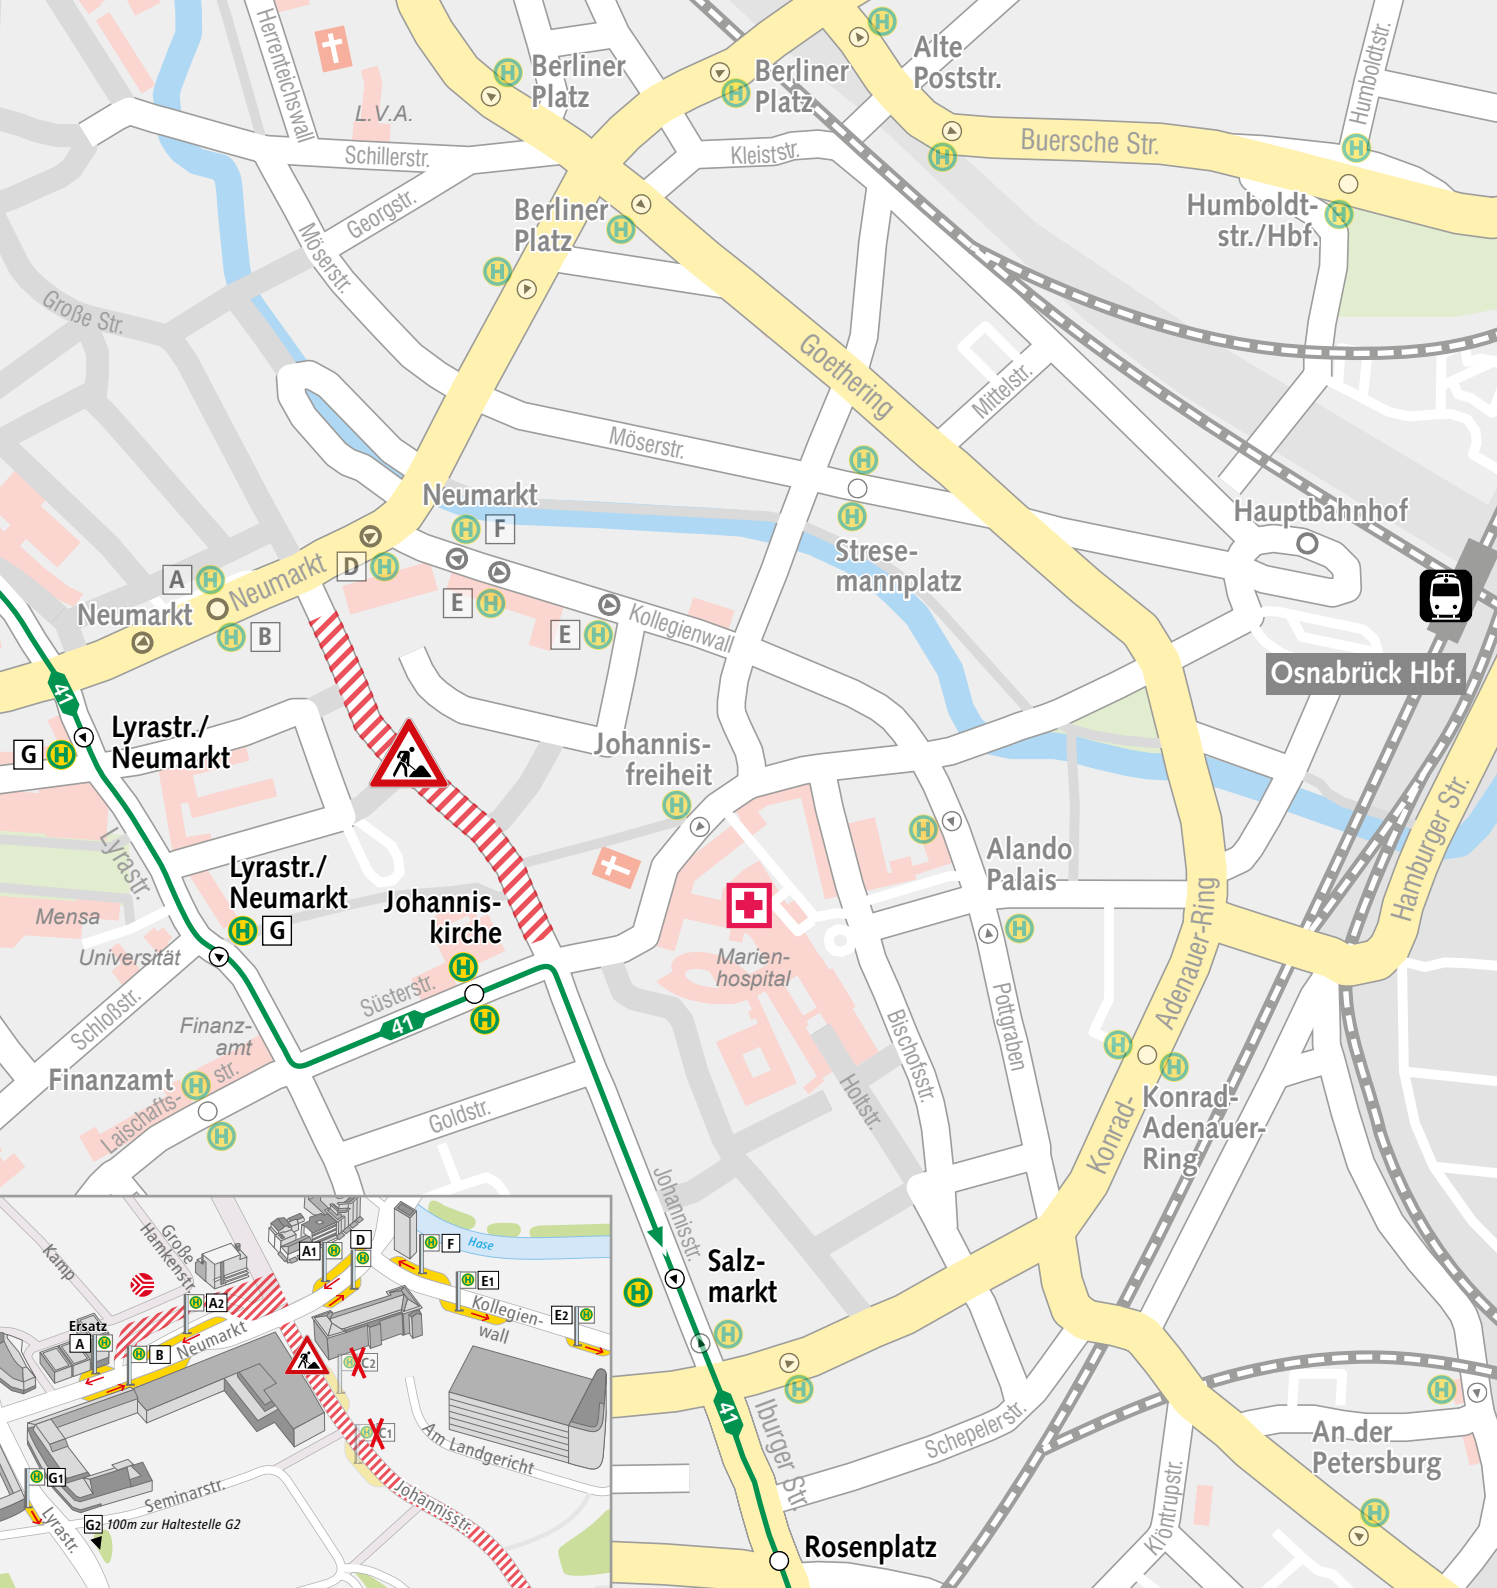 Herrenteichswall
L.V.A.
Berliner
Platz
H
Berliner
Platz
H
H
Alte
Poststr.
H
Buersche Str.
Humboldtstr.
H
Humboldt-
str./Hbf.
H
Schillerstr.
Kleiststr.
Georgstr.
Möserstr.
Berliner
Platz
H
H
Große Str.
Goethering
Mittelstr.
Möserstr.
H
H
Strese-
mannplatz
Hauptbahnhof
Osnabrück Hbf.
Neumarkt
H F
D H
Neumarkt
A H
Neumarkt
H B
E H
E H
Kollegienwall
41
Lyrastr./
Neumarkt
G H
Lyrastr.
Johannis-
freiheit
H
H
Alando
Palais
H
Hamburger Str.
Lyrastr./
Neumarkt
H G
Johannis-
kirche
H
H
Mensa
Universität
Marien-
hospital
Schloßstr.
Süsterstr.
41
Finanz-
amt
Finanzamt
H
H
Laischafts-
str.
Goldstr.
Bischofsstr.
Pottgraben
Holtstr.
Adenauer-Ring
Konrad-
H
H
Konrad-
Adenauer-
Ring
Johannisstr.
Salz-
markt
H
H
H
41
Iburger Str.
Schepelerstr.
Rosenplatz
Klöntrupstr.
H
An der
Petersburg
H
Kamp
Große
Hamkenstr.
A1 H
D
H
H F
Hase
H E1
E2 H
Kollegien-
wall
H A2
Neumarkt
Ersatz
A H
H B
H C2
H C1
Am Landgericht
H G1
Seminarstr.
Lyrastr.
G2 100m zur Haltestelle G2
Johannisstr.